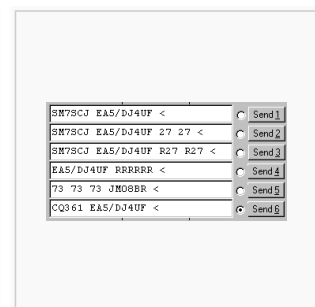 SM7SCJ EA5/DJ4UF < Send 1
SM7SCJ EA5/DJ4UF 27 27 < Send 2
SM7SCJ EA5/DJ4UF R27 R27 < Send 3
EA5/DJ4UF RRRRRR < Send 4
73 73 73 JM08BR < Send 5
CQ361 EA5/DJ4UF < Send 6